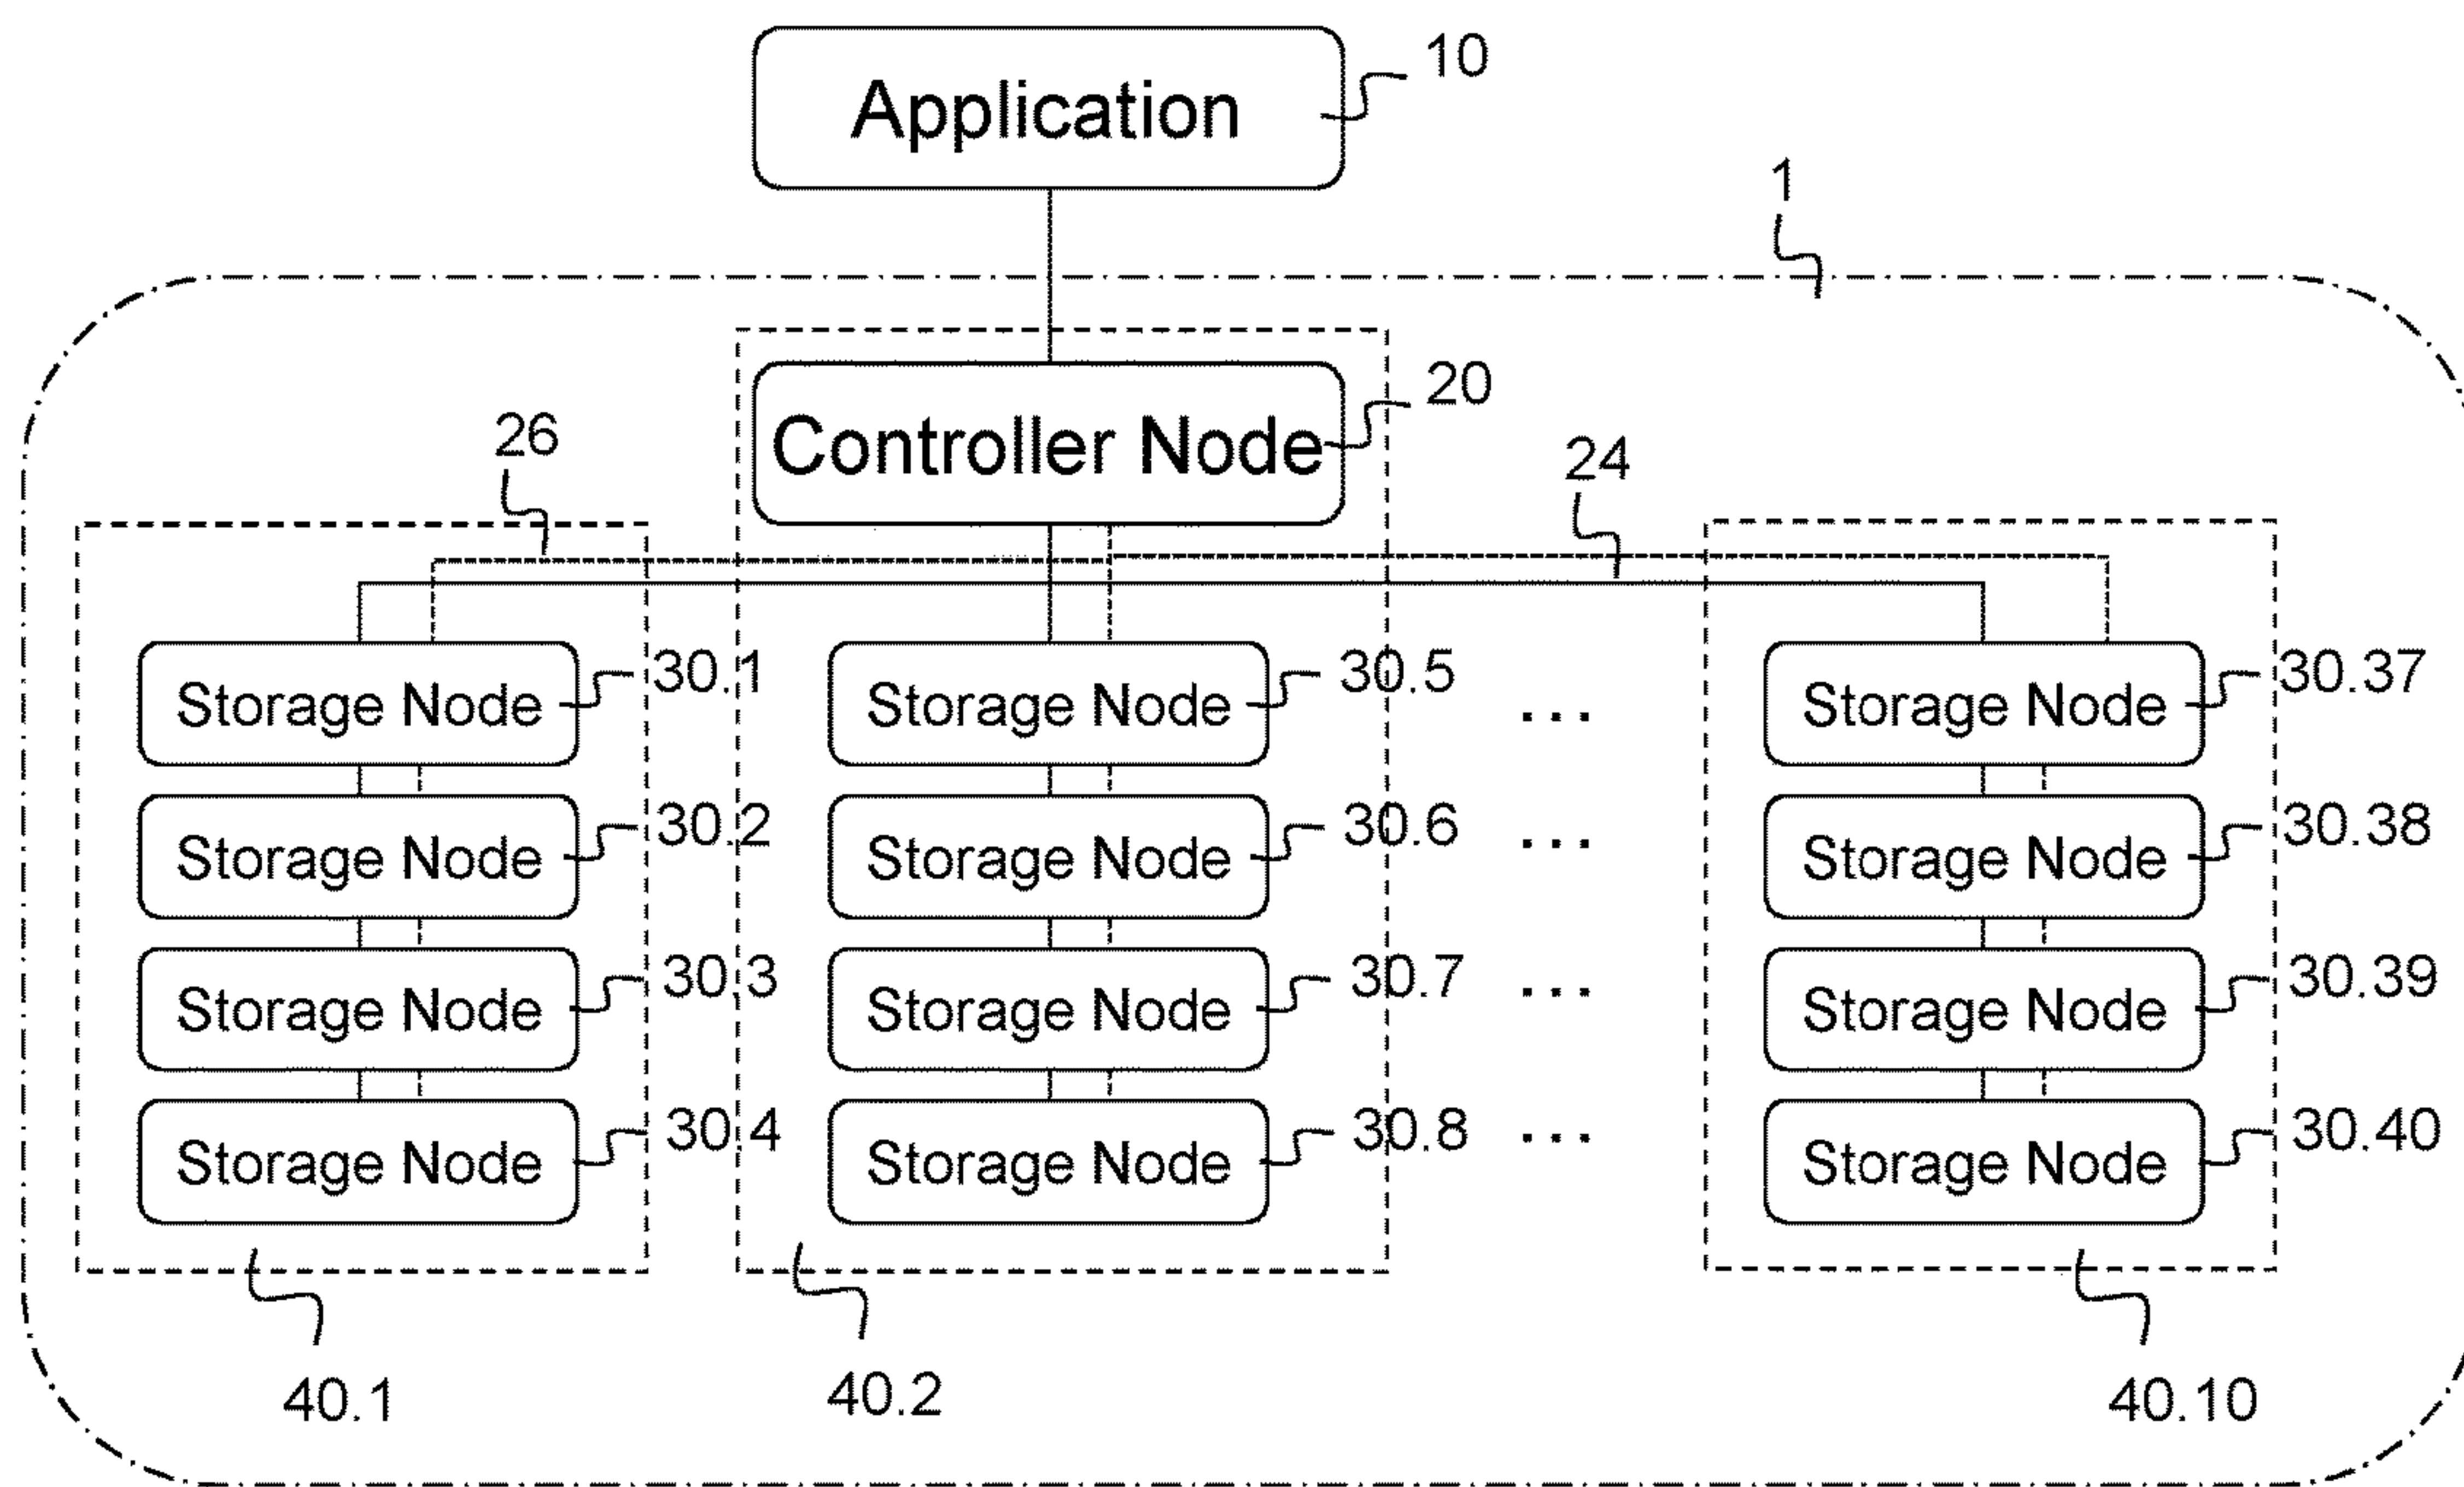 Application
10
1
Controller Node
20
26
24
Storage Node 30.1 Storage Node 30.5 ... Storage Node 30.37
Storage Node 30.2 Storage Node 30.6 ... Storage Node 30.38
Storage Node 30.3 Storage Node 30.7 ... Storage Node 30.39
Storage Node 30.4 Storage Node 30.8 ... Storage Node 30.40
40.1 40.2 40.10